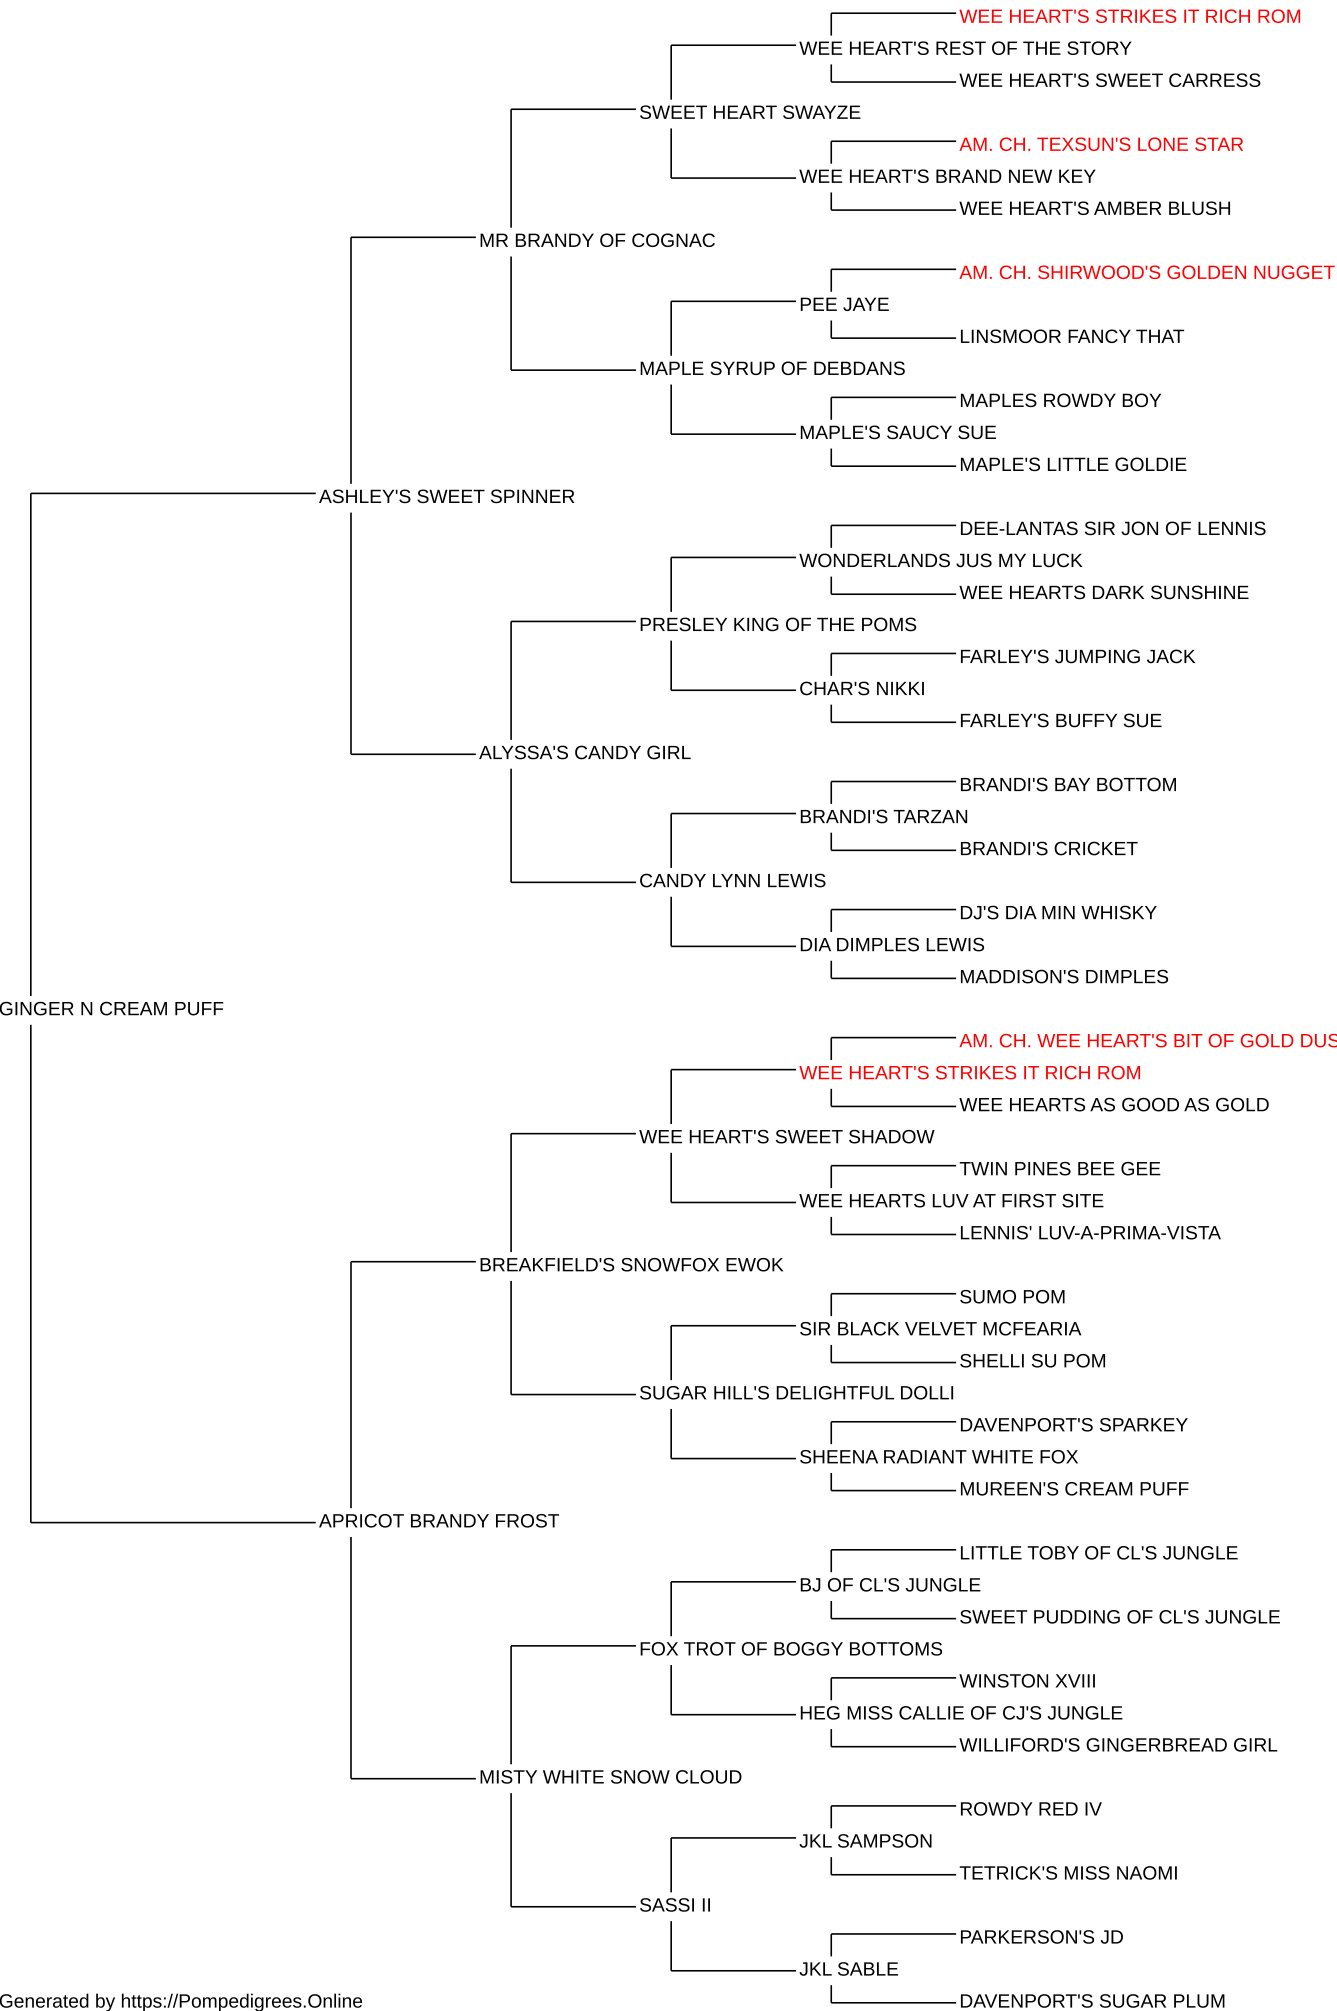 WEE HEART'S STRIKES IT RICH ROM
WEE HEART'S REST OF THE STORY
WEE HEART'S SWEET CARRESS
SWEET HEART SWAYZE
AM. CH. TEXSUN'S LONE STAR
WEE HEART'S BRAND NEW KEY
WEE HEART'S AMBER BLUSH
MR BRANDY OF COGNAC
AM. CH. SHIRWOOD'S GOLDEN NUGGET
PEE JAYE
LINSMOOR FANCY THAT
MAPLE SYRUP OF DEBDANS
MAPLES ROWDY BOY
MAPLE'S SAUCY SUE
MAPLE'S LITTLE GOLDIE
ASHLEY'S SWEET SPINNER
DEE-LANTAS SIR JON OF LENNIS
WONDERLANDS JUS MY LUCK
WEE HEARTS DARK SUNSHINE
PRESLEY KING OF THE POMS
FARLEY'S JUMPING JACK
CHAR'S NIKKI
FARLEY'S BUFFY SUE
ALYSSA'S CANDY GIRL
BRANDI'S BAY BOTTOM
BRANDI'S TARZAN
BRANDI'S CRICKET
CANDY LYNN LEWIS
DJ'S DIA MIN WHISKY
DIA DIMPLES LEWIS
MADDISON'S DIMPLES
GINGER N CREAM PUFF
AM. CH. WEE HEART'S BIT OF GOLD DUS
WEE HEART'S STRIKES IT RICH ROM
WEE HEARTS AS GOOD AS GOLD
WEE HEART'S SWEET SHADOW
TWIN PINES BEE GEE
WEE HEARTS LUV AT FIRST SITE
LENNIS' LUV-A-PRIMA-VISTA
BREAKFIELD'S SNOWFOX EWOK
SUMO POM
SIR BLACK VELVET MCFEARIA
SHELLI SU POM
SUGAR HILL'S DELIGHTFUL DOLLI
DAVENPORT'S SPARKEY
SHEENA RADIANT WHITE FOX
MUREEN'S CREAM PUFF
APRICOT BRANDY FROST
LITTLE TOBY OF CL'S JUNGLE
BJ OF CL'S JUNGLE
SWEET PUDDING OF CL'S JUNGLE
FOX TROT OF BOGGY BOTTOMS
WINSTON XVIII
HEG MISS CALLIE OF CJ'S JUNGLE
WILLIFORD'S GINGERBREAD GIRL
MISTY WHITE SNOW CLOUD
ROWDY RED IV
JKL SAMPSON
TETRICK'S MISS NAOMI
SASSI II
PARKERSON'S JD
JKL SABLE
DAVENPORT'S SUGAR PLUM
Generated by https://Pompedigrees.Online